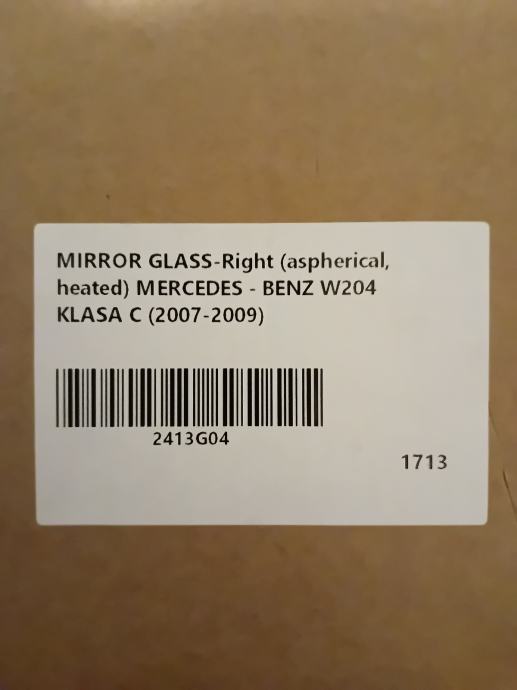 MIRROR GLASS-Right (aspherical,
heated) MERCEDES - BENZ W204
KLASA C (2007-2009)
2413G04
1713